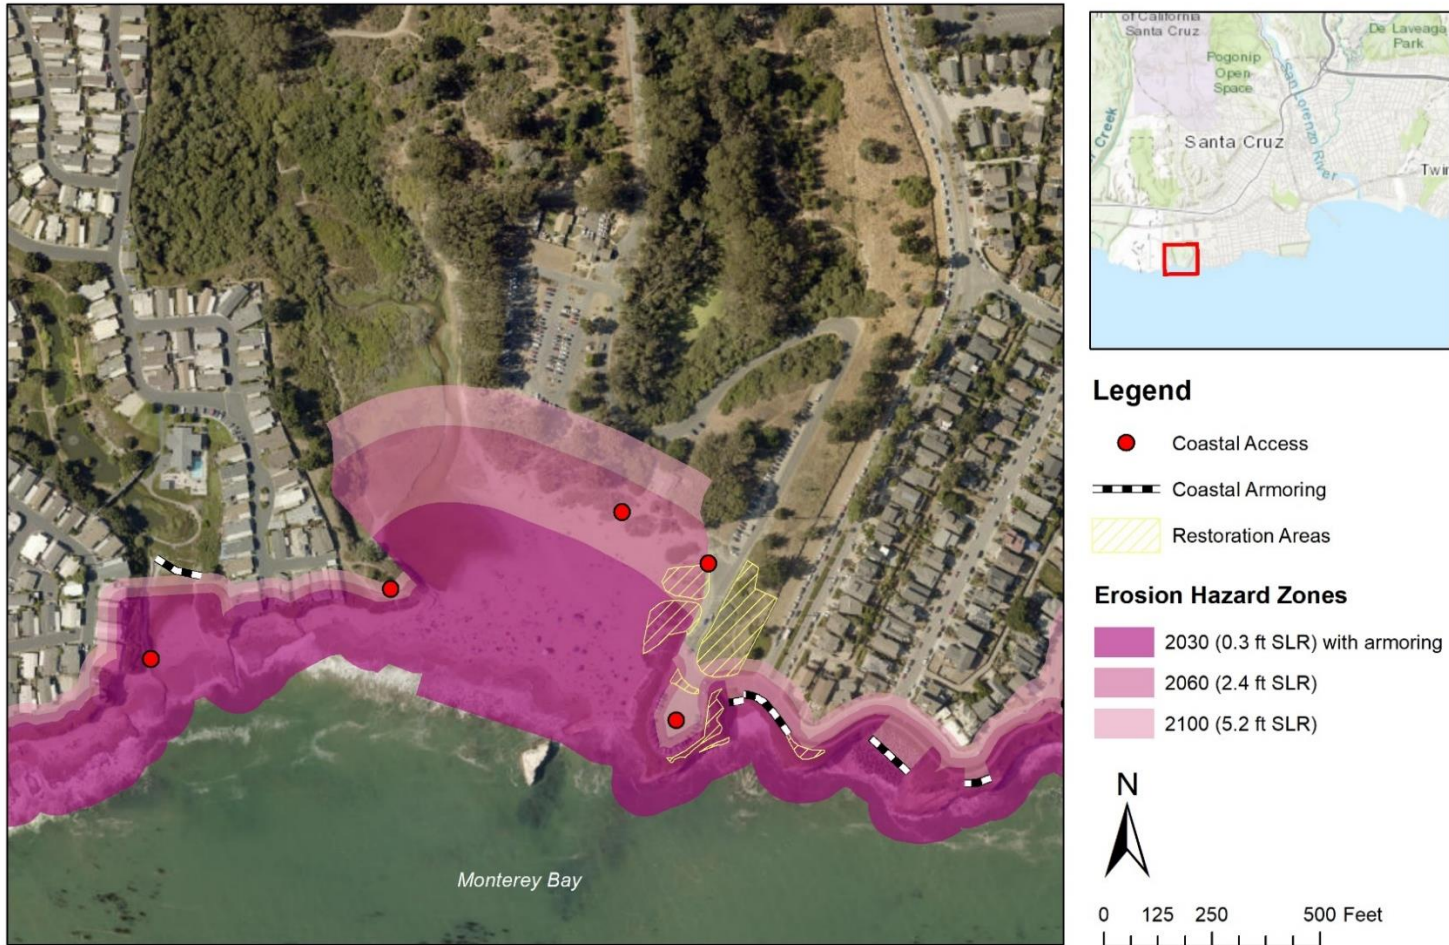 of California
Santa Cruz
De Laveaga
Park
Pogonip
Open
Space
San Lorenzo River
Creek
Santa Cruz
Twin
Legend
Coastal Access
Coastal Armoring
Restoration Areas
Erosion Hazard Zones
2030 (0.3 ft SLR) with armoring
2060 (2.4 ft SLR)
2100 (5.2 ft SLR)
N
Monterey Bay
0 125 250 500 Feet